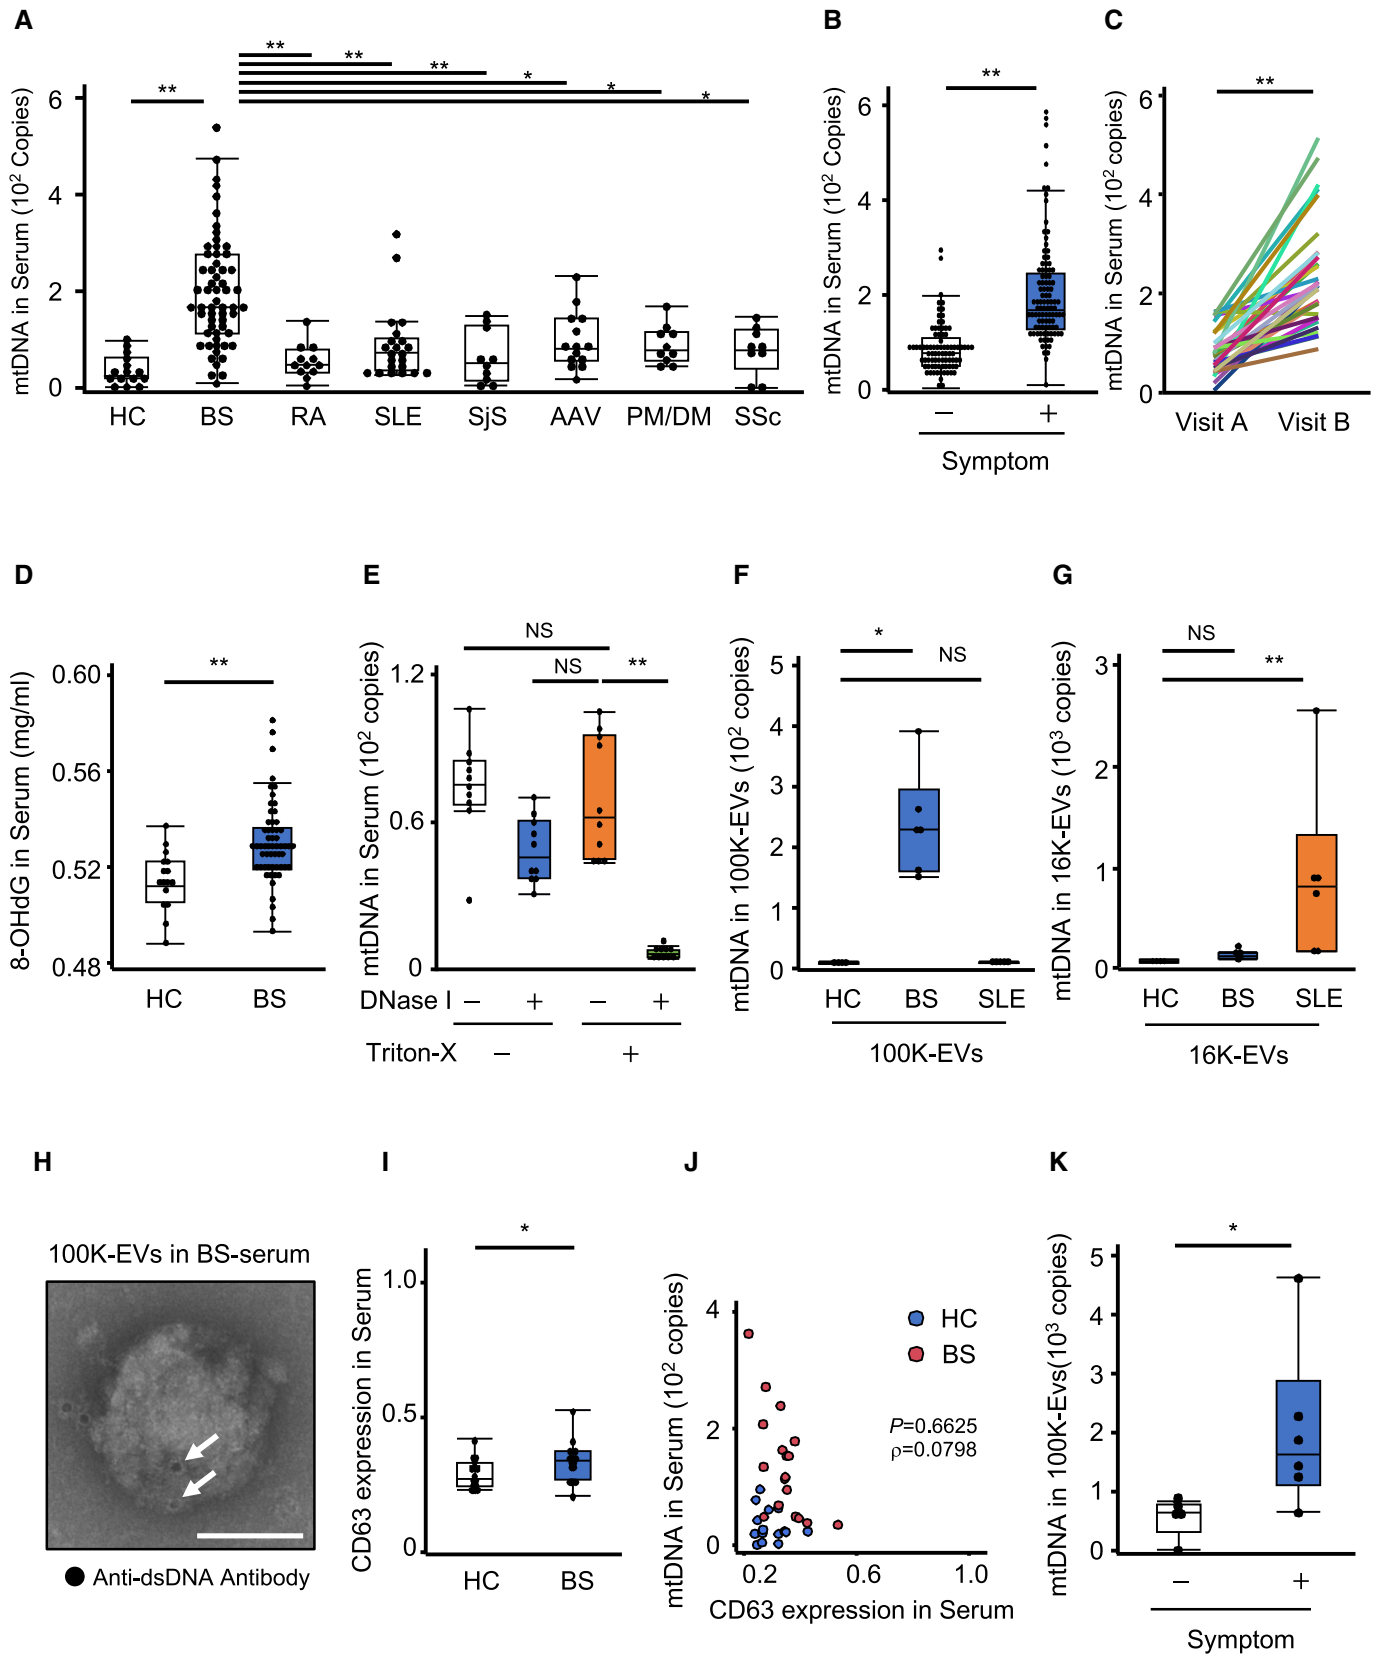 A
B
C
** ** ** ** * * *
mtDNA in Serum (10² Copies)
6
4
2
0
HC BS RA SLE SjS AAV PM/DM SSc
**
mtDNA in Serum (10² Copies)
6
4
2
0
− +
Symptom
**
mtDNA in Serum (10² copies)
6
4
2
0
Visit A Visit B
D
E
F
G
**
8-OHdG in Serum (mg/ml)
0.60
0.56
0.52
0.48
HC BS
NS
NS **
mtDNA in Serum (10² copies)
1.2
0.6
0
DNase I − + − +
Triton-X − +
* NS
mtDNA in 100K-EVs (10² copies)
5
4
3
2
1
0
HC BS SLE
100K-EVs
NS **
mtDNA in 16K-EVs (10³ copies)
3
2
1
0
HC BS SLE
16K-EVs
H
I
J
K
100K-EVs in BS-serum
Anti-dsDNA Antibody
*
CD63 expression in Serum
1.0
0.5
0
HC BS
mtDNA in Serum (10² copies)
4
2
0
HC
BS
P=0.6625
ρ=0.0798
0.2 0.6 1.0
CD63 expression in Serum
*
mtDNA in 100K-Evs(10³ copies)
5
4
3
2
1
0
− +
Symptom